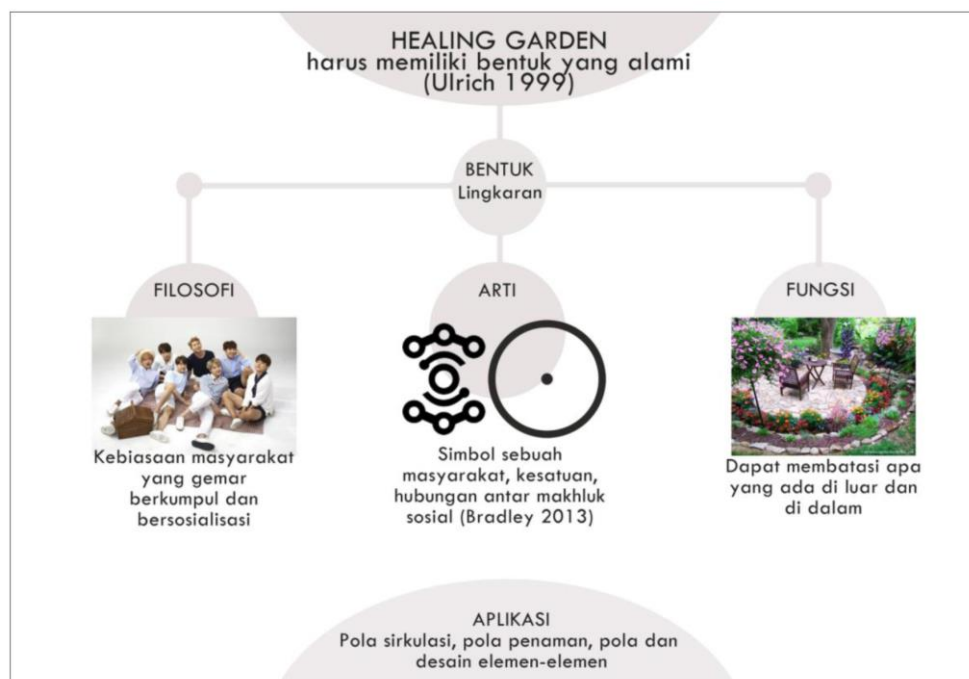 HEALING GARDEN
harus memiliki bentuk yang alami
(Ulrich 1999)
BENTUK
Lingkaran
FILOSOFI
Kebiasaan masyarakat
yang gemar
berkumpul dan
bersosialisasi
ARTI
Simbol sebuah
masyarakat, kesatuan,
hubungan antar makhluk
sosial (Bradley 2013)
FUNGSI
Dapat membatasi apa
yang ada di luar dan
di dalam
APLIKASI
Pola sirkulasi, pola penaman, pola dan
desain elemen-elemen